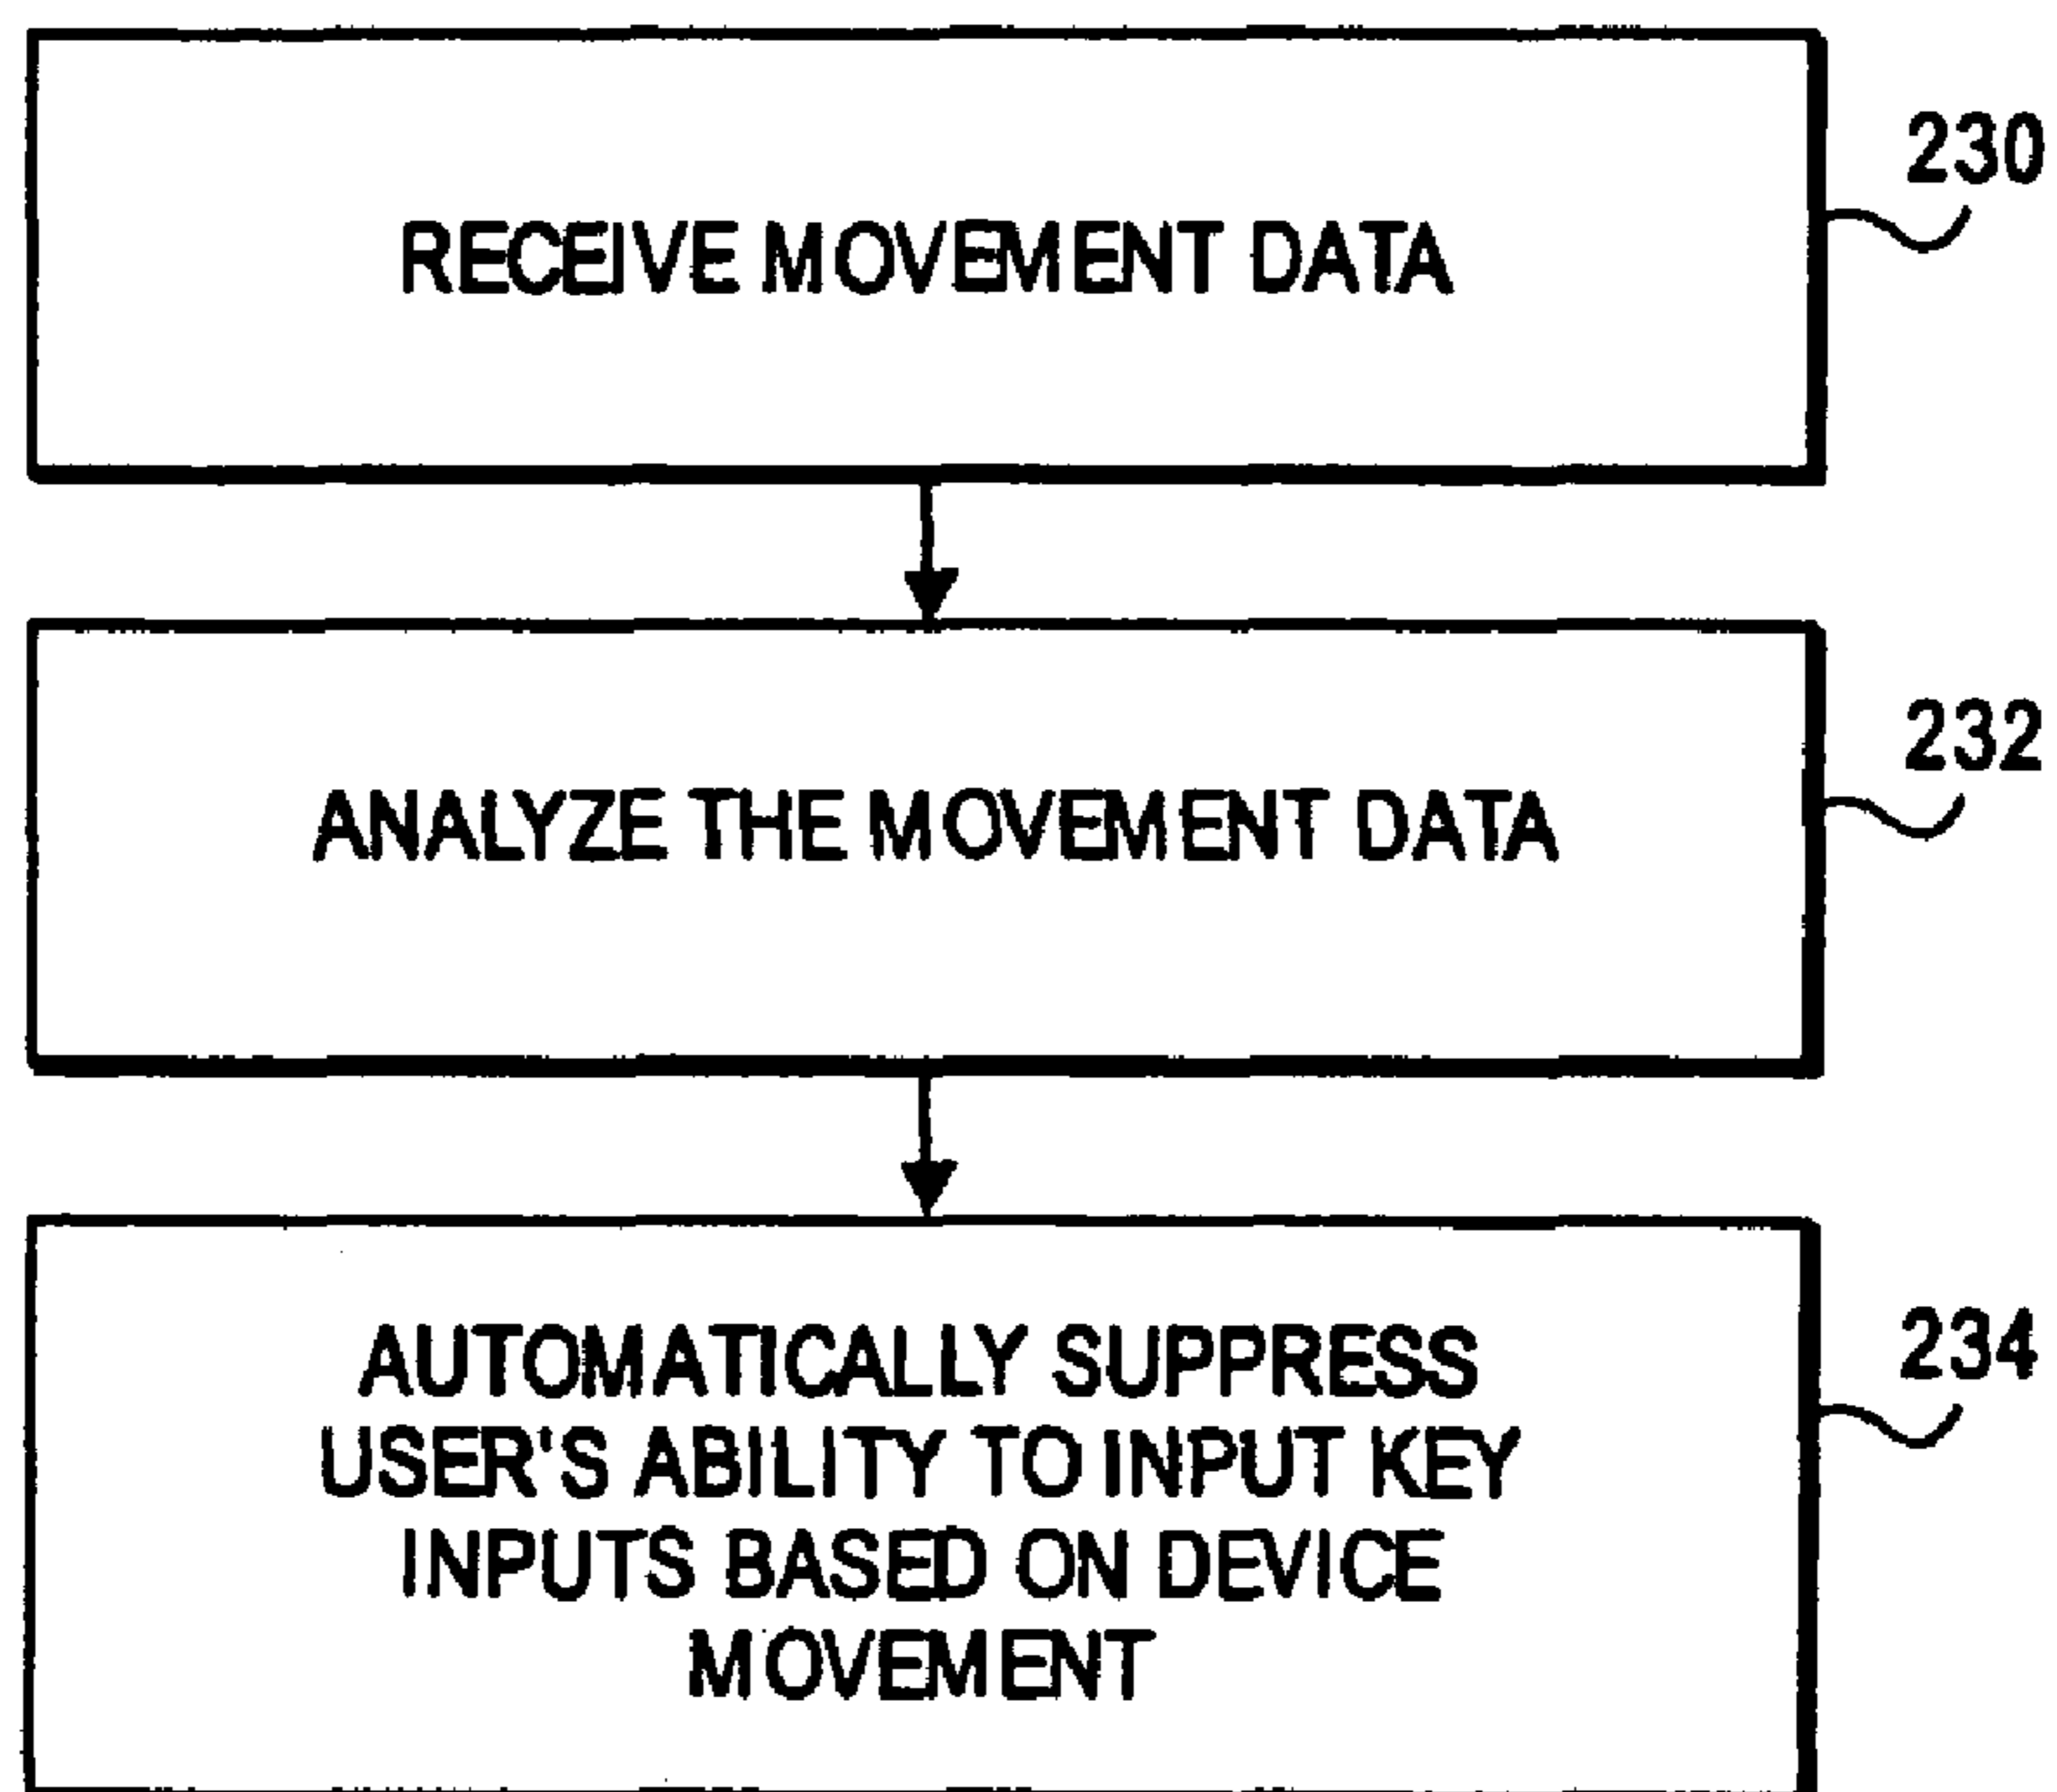 230
RECEIVE MOVEMENT DATA
232
ANALYZE THE MOVEMENT DATA
234
AUTOMATICALLY SUPPRESS
USER'S ABILITY TO INPUT KEY
INPUTS BASED ON DEVICE
MOVEMENT